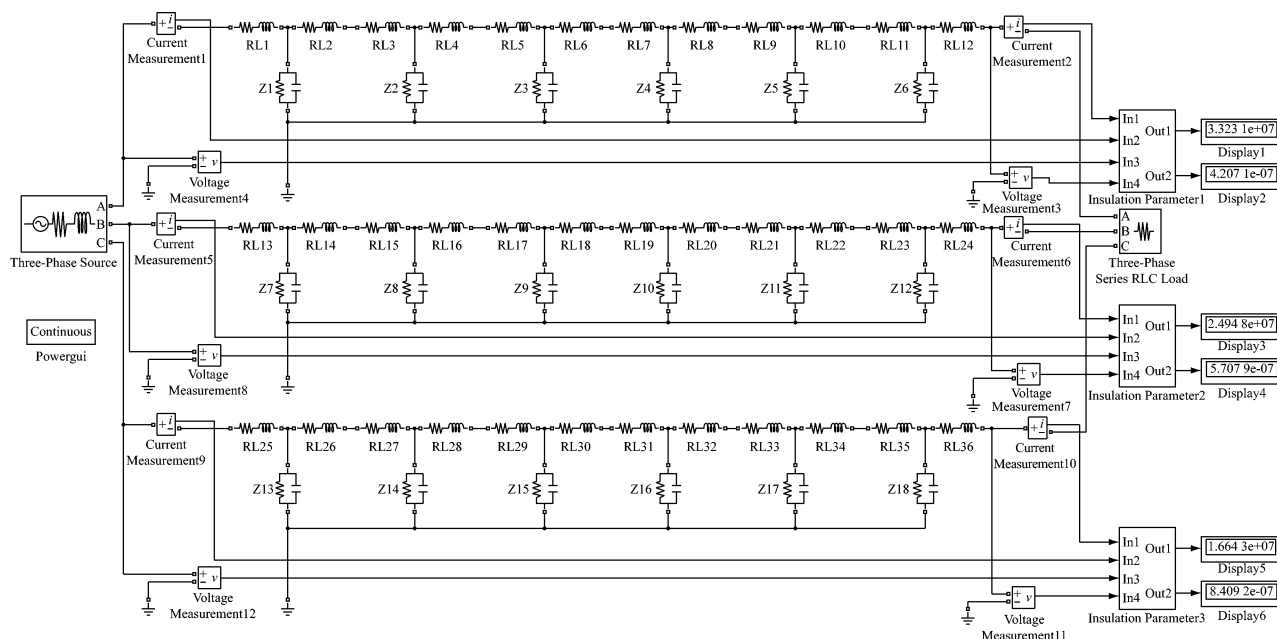 Current
Measurement1
RL1
RL2
RL3
RL4
RL5
RL6
RL7
RL8
RL9
RL10
RL11
RL12
Current
Measurement2
Z1
Z2
Z3
Z4
Z5
Z6
In1
In2
In3
In4
Out1
Out2
Insulation Parameter1
3.323 1e+07
Display1
4.207 1e-07
Display2
Voltage
Measurement4
Voltage
Measurement3
A
B
C
Three-Phase Source
Current
Measurement5
RL13
RL14
RL15
RL16
RL17
RL18
RL19
RL20
RL21
RL22
RL23
RL24
Current
Measurement6
A
B
C
Three-Phase
Series RLC Load
Z7
Z8
Z9
Z10
Z11
Z12
Continuous
Powergui
In1
In2
In3
In4
Out1
Out2
Insulation Parameter2
2.494 8e+07
Display3
5.707 9e-07
Display4
Voltage
Measurement8
Voltage
Measurement7
Current
Measurement9
RL25
RL26
RL27
RL28
RL29
RL30
RL31
RL32
RL33
RL34
RL35
RL36
Current
Measurement10
Z13
Z14
Z15
Z16
Z17
Z18
In1
In2
In3
In4
Out1
Out2
Insulation Parameter3
1.664 3e+07
Display5
8.409 2e-07
Display6
Voltage
Measurement12
Voltage
Measurement11